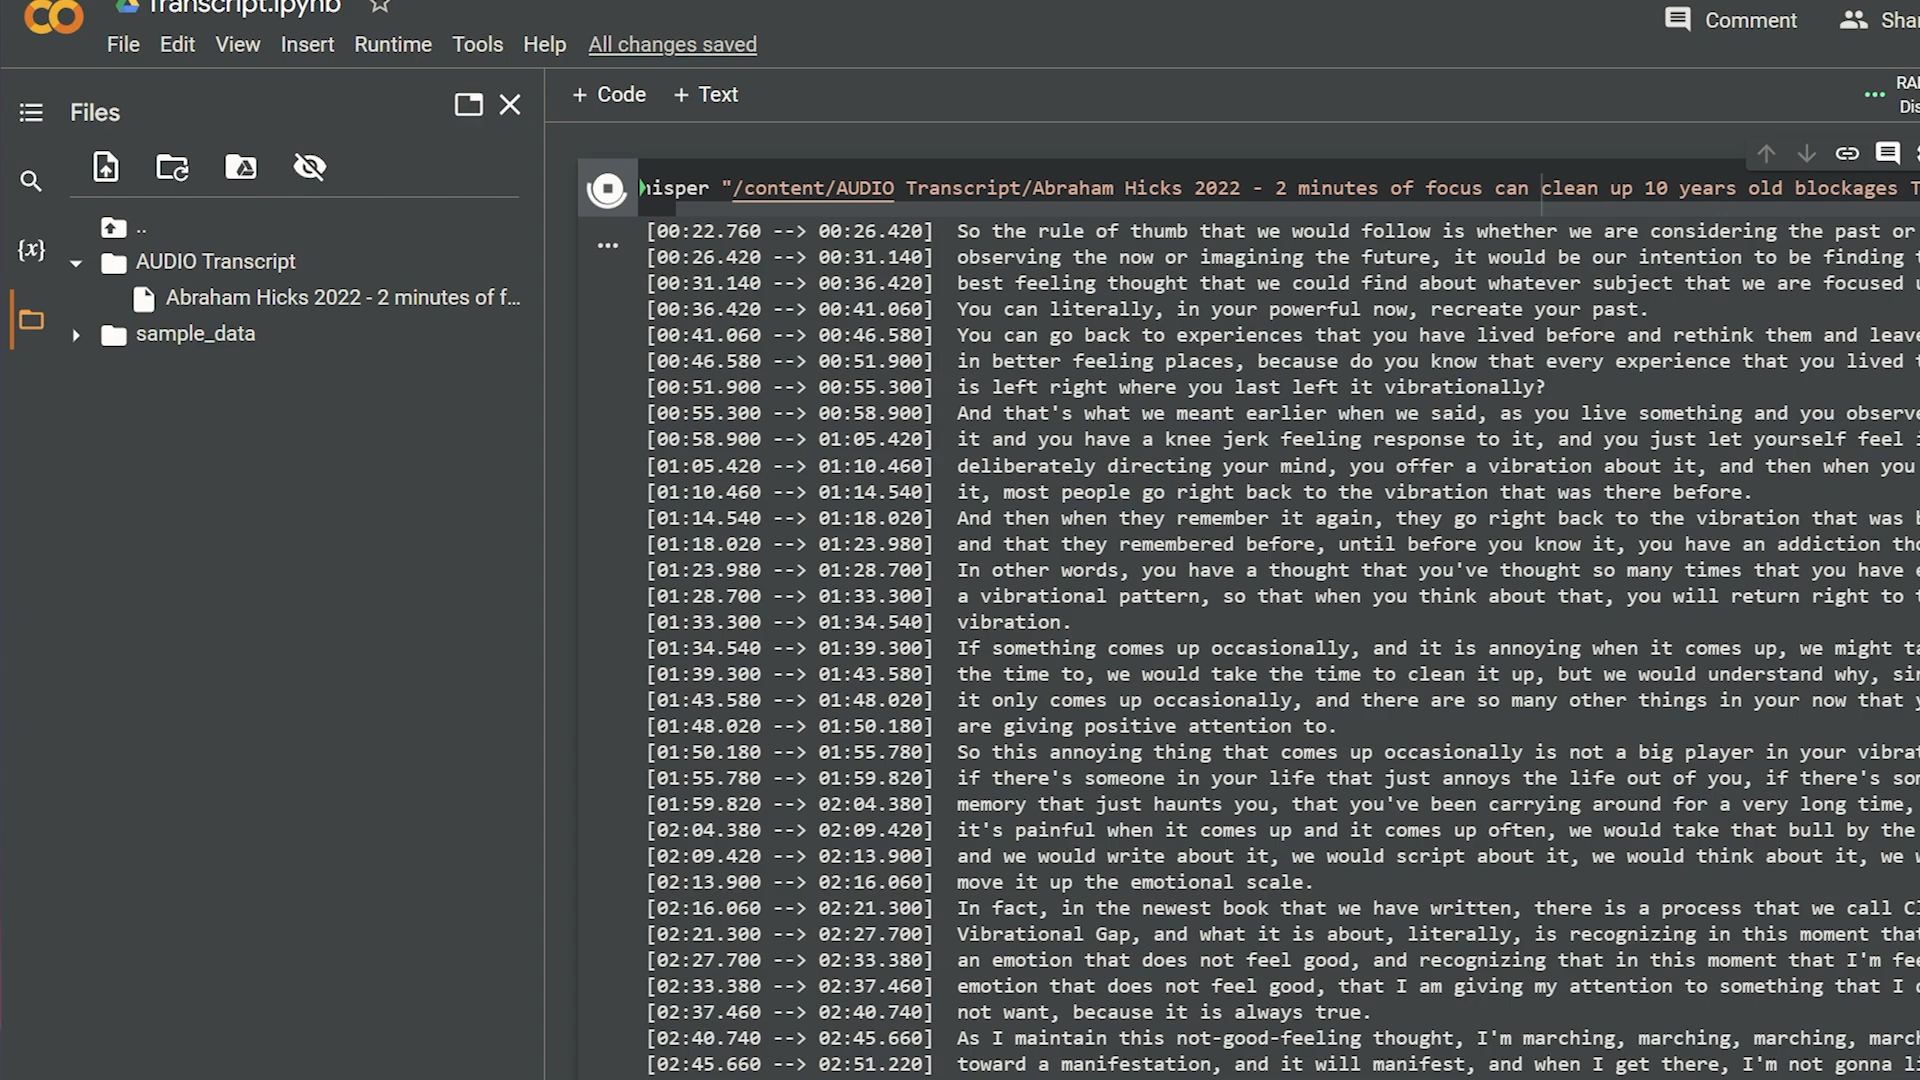 Transcript.ipynb
Comment
File Edit View Insert Runtime Tools Help All changes saved
Files
+ Code + Text
..
AUDIO Transcript
Abraham Hicks 2022 - 2 minutes of f...
sample_data
{x}
hisper "/content/AUDIO Transcript/Abraham Hicks 2022 - 2 minutes of focus can clean up 10 years old blockages
[00:22.760 --> 00:26.420] So the rule of thumb that we would follow is whether we are considering the past or
[00:26.420 --> 00:31.140] observing the now or imagining the future, it would be our intention to be finding
[00:31.140 --> 00:36.420] best feeling thought that we could find about whatever subject that we are focused
[00:36.420 --> 00:41.060] You can literally, in your powerful now, recreate your past.
[00:41.060 --> 00:46.580] You can go back to experiences that you have lived before and rethink them and leave
[00:46.580 --> 00:51.900] in better feeling places, because do you know that every experience that you lived
[00:51.900 --> 00:55.300] is left right where you last left it vibrationally?
[00:55.300 --> 00:58.900] And that's what we meant earlier when we said, as you live something and you observe
[00:58.900 --> 01:05.420] it and you have a knee jerk feeling response to it, and you just let yourself feel
[01:05.420 --> 01:10.460] deliberately directing your mind, you offer a vibration about it, and then when you
[01:10.460 --> 01:14.540] it, most people go right back to the vibration that was there before.
[01:14.540 --> 01:18.020] And then when they remember it again, they go right back to the vibration that was
[01:18.020 --> 01:23.980] and that they remembered before, until before you know it, you have an addiction
[01:23.980 --> 01:28.700] In other words, you have a thought that you've thought so many times that you have
[01:28.700 --> 01:33.300] a vibrational pattern, so that when you think about that, you will return right to
[01:33.300 --> 01:34.540] vibration.
[01:34.540 --> 01:39.300] If something comes up occasionally, and it is annoying when it comes up, we might
[01:39.300 --> 01:43.580] the time to, we would take the time to clean it up, but we would understand why,
[01:43.580 --> 01:48.020] it only comes up occasionally, and there are so many other things in your now that
[01:48.020 --> 01:50.180] are giving positive attention to.
[01:50.180 --> 01:55.780] So this annoying thing that comes up occasionally is not a big player in your
[01:55.780 --> 01:59.820] if there's someone in your life that just annoys the life out of you, if there's
[01:59.820 --> 02:04.380] memory that just haunts you, that you've been carrying around for a very long time,
[02:04.380 --> 02:09.420] it's painful when it comes up and it comes up often, we would take that bull by the
[02:09.420 --> 02:13.900] and we would write about it, we would script about it, we would think about it,
[02:13.900 --> 02:16.060] move it up the emotional scale.
[02:16.060 --> 02:21.300] In fact, in the newest book that we have written, there is a process that we call
[02:21.300 --> 02:27.700] Vibrational Gap, and what it is about, literally, is recognizing in this moment
[02:27.700 --> 02:33.380] an emotion that does not feel good, and recognizing that in this moment that I'm
[02:33.380 --> 02:37.460] emotion that does not feel good, that I am giving my attention to something that I
[02:37.460 --> 02:40.740] not want, because it is always true.
[02:40.740 --> 02:45.660] As I maintain this not-good-feeling thought, I'm marching, marching, marching,
[02:45.660 --> 02:51.220] toward a manifestation, and it will manifest, and when I get there, I'm not gonna